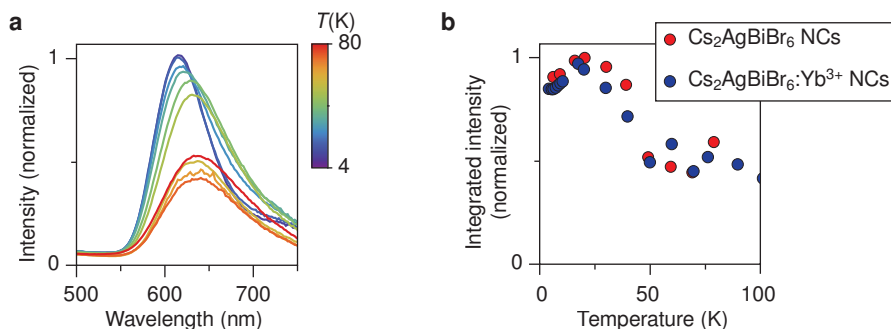 a
T(K)
80
4
1
0
Intensity (normalized)
500
600
700
Wavelength (nm)
b
Cs₂AgBiBr₆ NCs
Cs₂AgBiBr₆:Yb³⁺ NCs
1
0
Integrated intensity
(normalized)
0
50
100
Temperature (K)